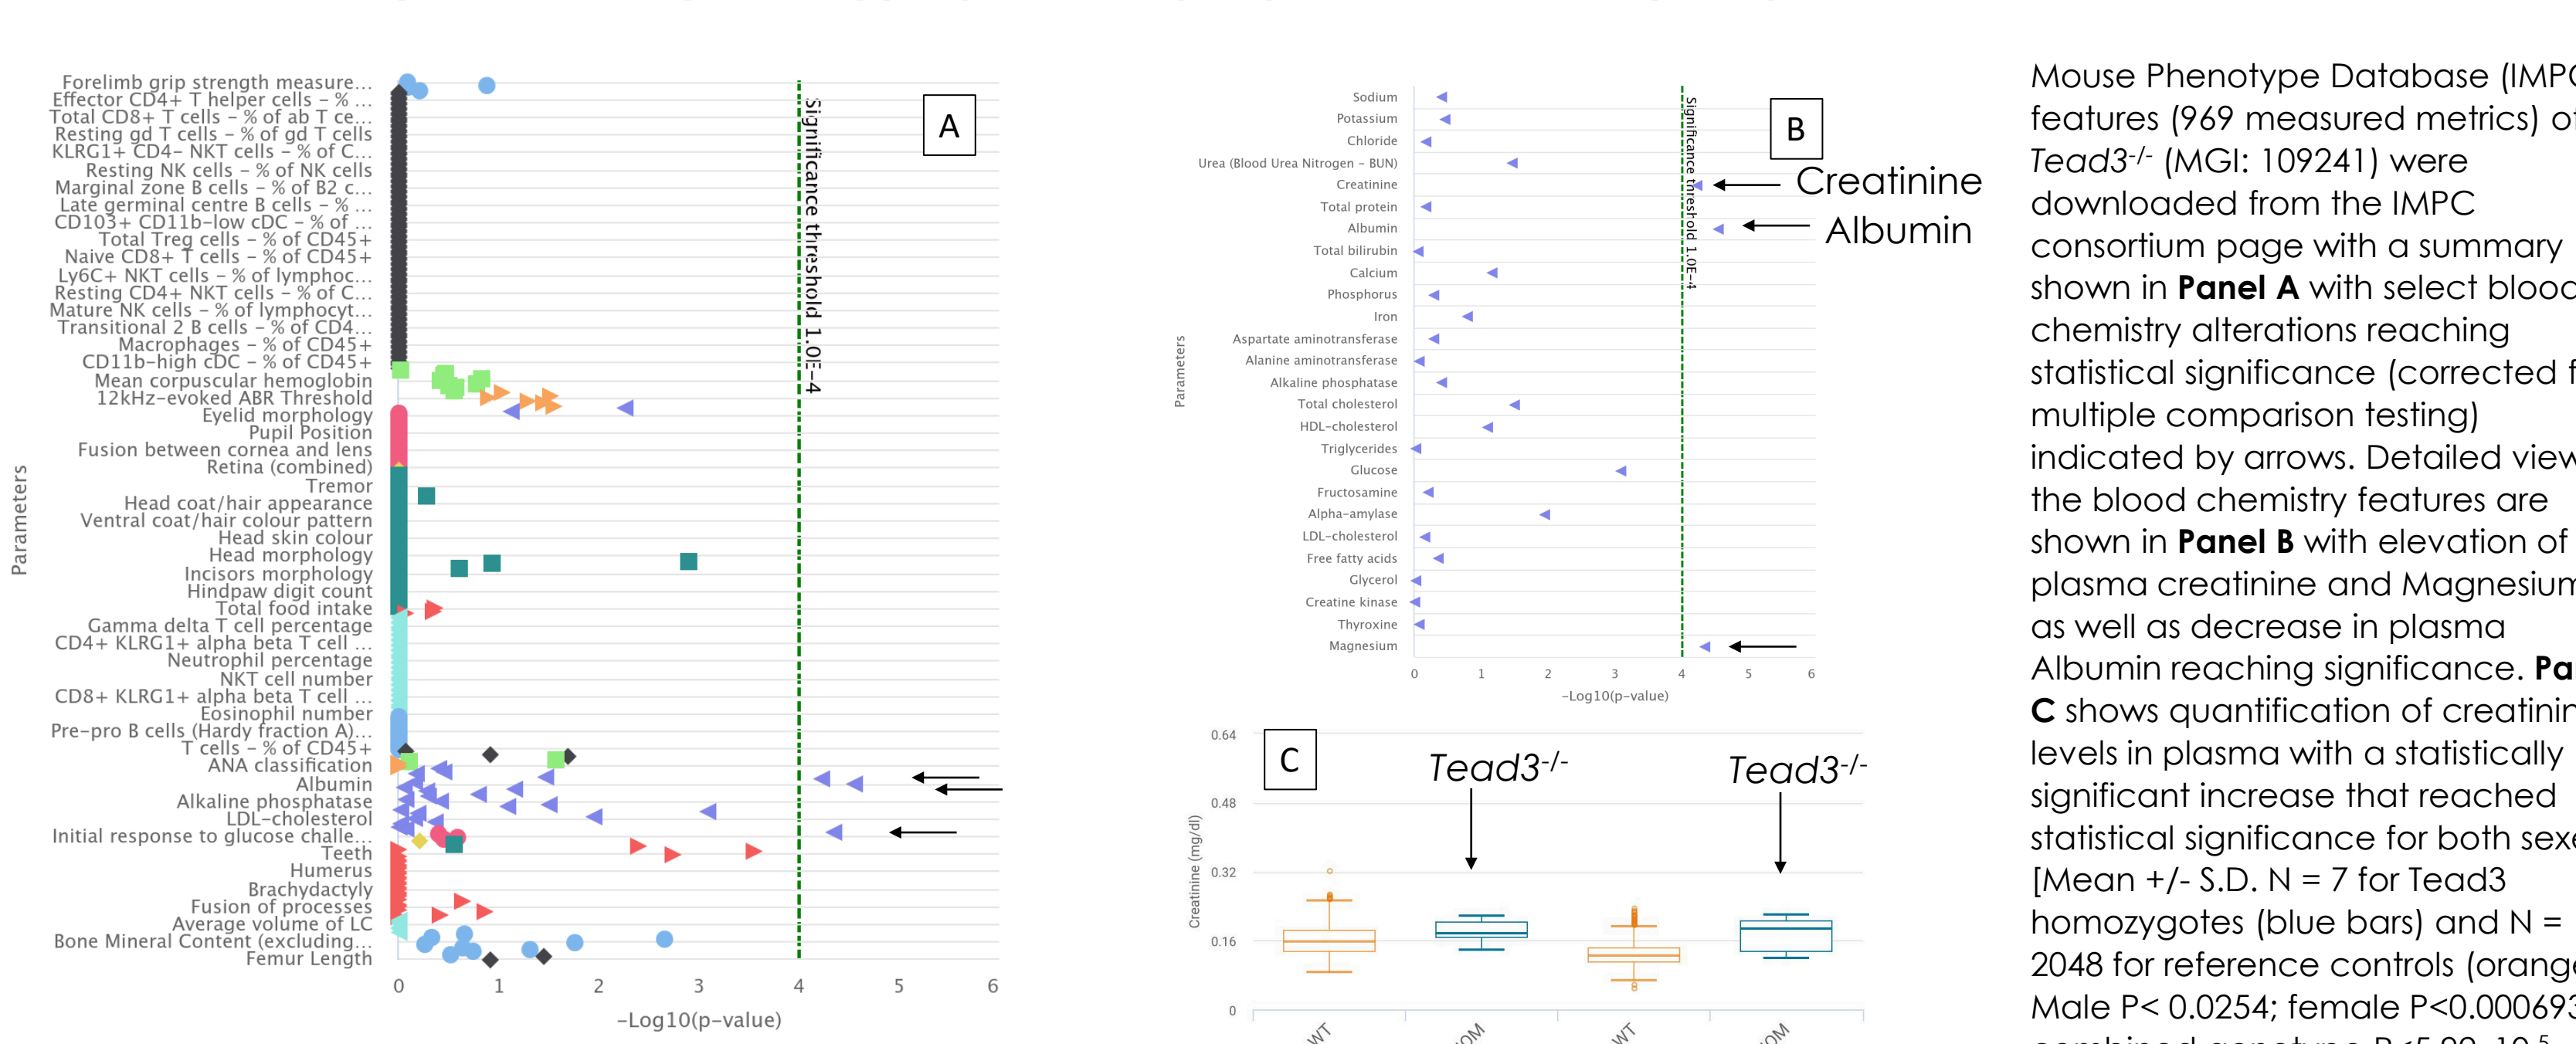 A
Forelimb grip strength measure...
Effector CD4+ T helper cells – % ...
Total CD8+ T cells – % of ab T ce...
Resting gd T cells – % of gd T cells
KLRG1+ CD4– NKT cells – % of C...
Resting NK cells – % of NK cells
Marginal zone B cells – % of B2 c...
Late germinal centre B cells – % ...
CD103+ CD11b–low cDC – % of ...
Total Treg cells – % of CD45+
Naive CD8+ T cells – % of CD45+
Ly6C+ NKT cells – % of lymphoc...
Resting CD4+ NKT cells – % of C...
Mature NK cells – % of lymphocyt...
Transitional 2 B cells – % of CD4...
Macrophages – % of CD45+
CD11b–high cDC – % of CD45+
Mean corpuscular hemoglobin
12kHz–evoked ABR Threshold
Eyelid morphology
Pupil Position
Fusion between cornea and lens
Retina (combined)
Tremor
Head coat/hair appearance
Ventral coat/hair colour pattern
Head skin colour
Head morphology
Incisors morphology
Hindpaw digit count
Total food intake
Gamma delta T cell percentage
CD4+ KLRG1+ alpha beta T cell ...
Neutrophil percentage
NKT cell number
CD8+ KLRG1+ alpha beta T cell ...
Eosinophil number
Pre–pro B cells (Hardy fraction A)...
T cells – % of CD45+
ANA classification
Albumin
Alkaline phosphatase
LDL–cholesterol
Initial response to glucose challe...
Teeth
Humerus
Brachydactyly
Fusion of processes
Average volume of LC
Bone Mineral Content (excluding...
Femur Length
Parameters
Significance threshold 1.0E–4
0 1 2 3 4 5 6
–Log10(p–value)
B
Sodium
Potassium
Chloride
Urea (Blood Urea Nitrogen – BUN)
Creatinine
Total protein
Albumin
Total bilirubin
Calcium
Phosphorus
Iron
Aspartate aminotransferase
Alanine aminotransferase
Alkaline phosphatase
Total cholesterol
HDL–cholesterol
Triglycerides
Glucose
Fructosamine
Alpha–amylase
LDL–cholesterol
Free fatty acids
Glycerol
Creatine kinase
Thyroxine
Magnesium
Parameters
Significance threshold 1.0E–4
Creatinine
Albumin
0 1 2 3 4 5 6
–Log10(p–value)
C
Tead3-/- Tead3-/-
Creatinine (mg/dl)
0.64
0.48
0.32
0.16
0
WT OM WT OM
Mouse Phenotype Database (IMPC
features (969 measured metrics) of
Tead3-/- (MGI: 109241) were
downloaded from the IMPC
consortium page with a summary
shown in Panel A with select blood
chemistry alterations reaching
statistical significance (corrected f
multiple comparison testing)
indicated by arrows. Detailed view
the blood chemistry features are
shown in Panel B with elevation of
plasma creatinine and Magnesium
as well as decrease in plasma
Albumin reaching significance. Pa
C shows quantification of creatinin
levels in plasma with a statistically
significant increase that reached
statistical significance for both sexe
[Mean +/- S.D. N = 7 for Tead3
homozygotes (blue bars) and N =
2048 for reference controls (orange
Male P< 0.0254; female P<0.000693